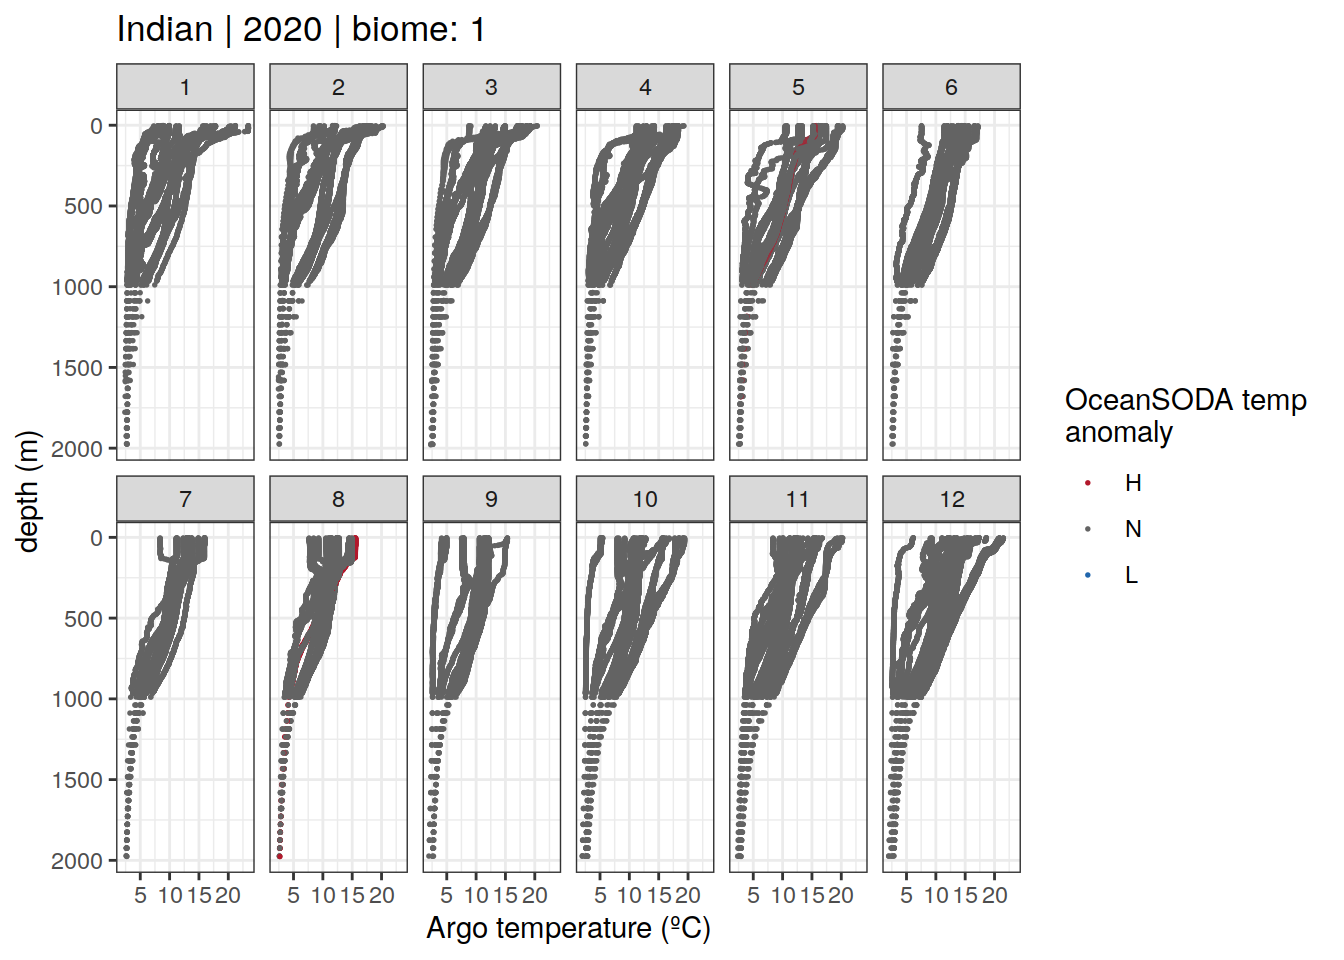 Indian | 2020 | biome: 1
1 2 3 4 5 6
0
500
1000
1500
2000
7 8 9 10 11 12
0
500
1000
1500
2000
5 10 15 20 5 10 15 20 5 10 15 20 5 10 15 20 5 10 15 20 5 10 15 20
Argo temperature (ºC)
depth (m)
OceanSODA temp
anomaly
H
N
L